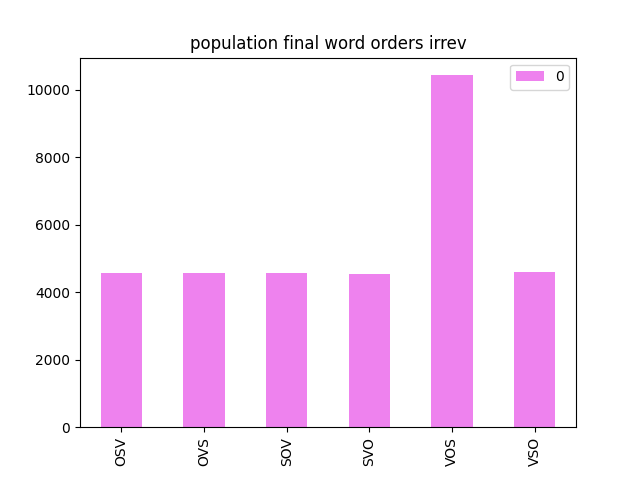 population final word orders irrev
0
10000
8000
6000
4000
2000
0
OSV
OVS
SOV
SVO
VOS
VSO